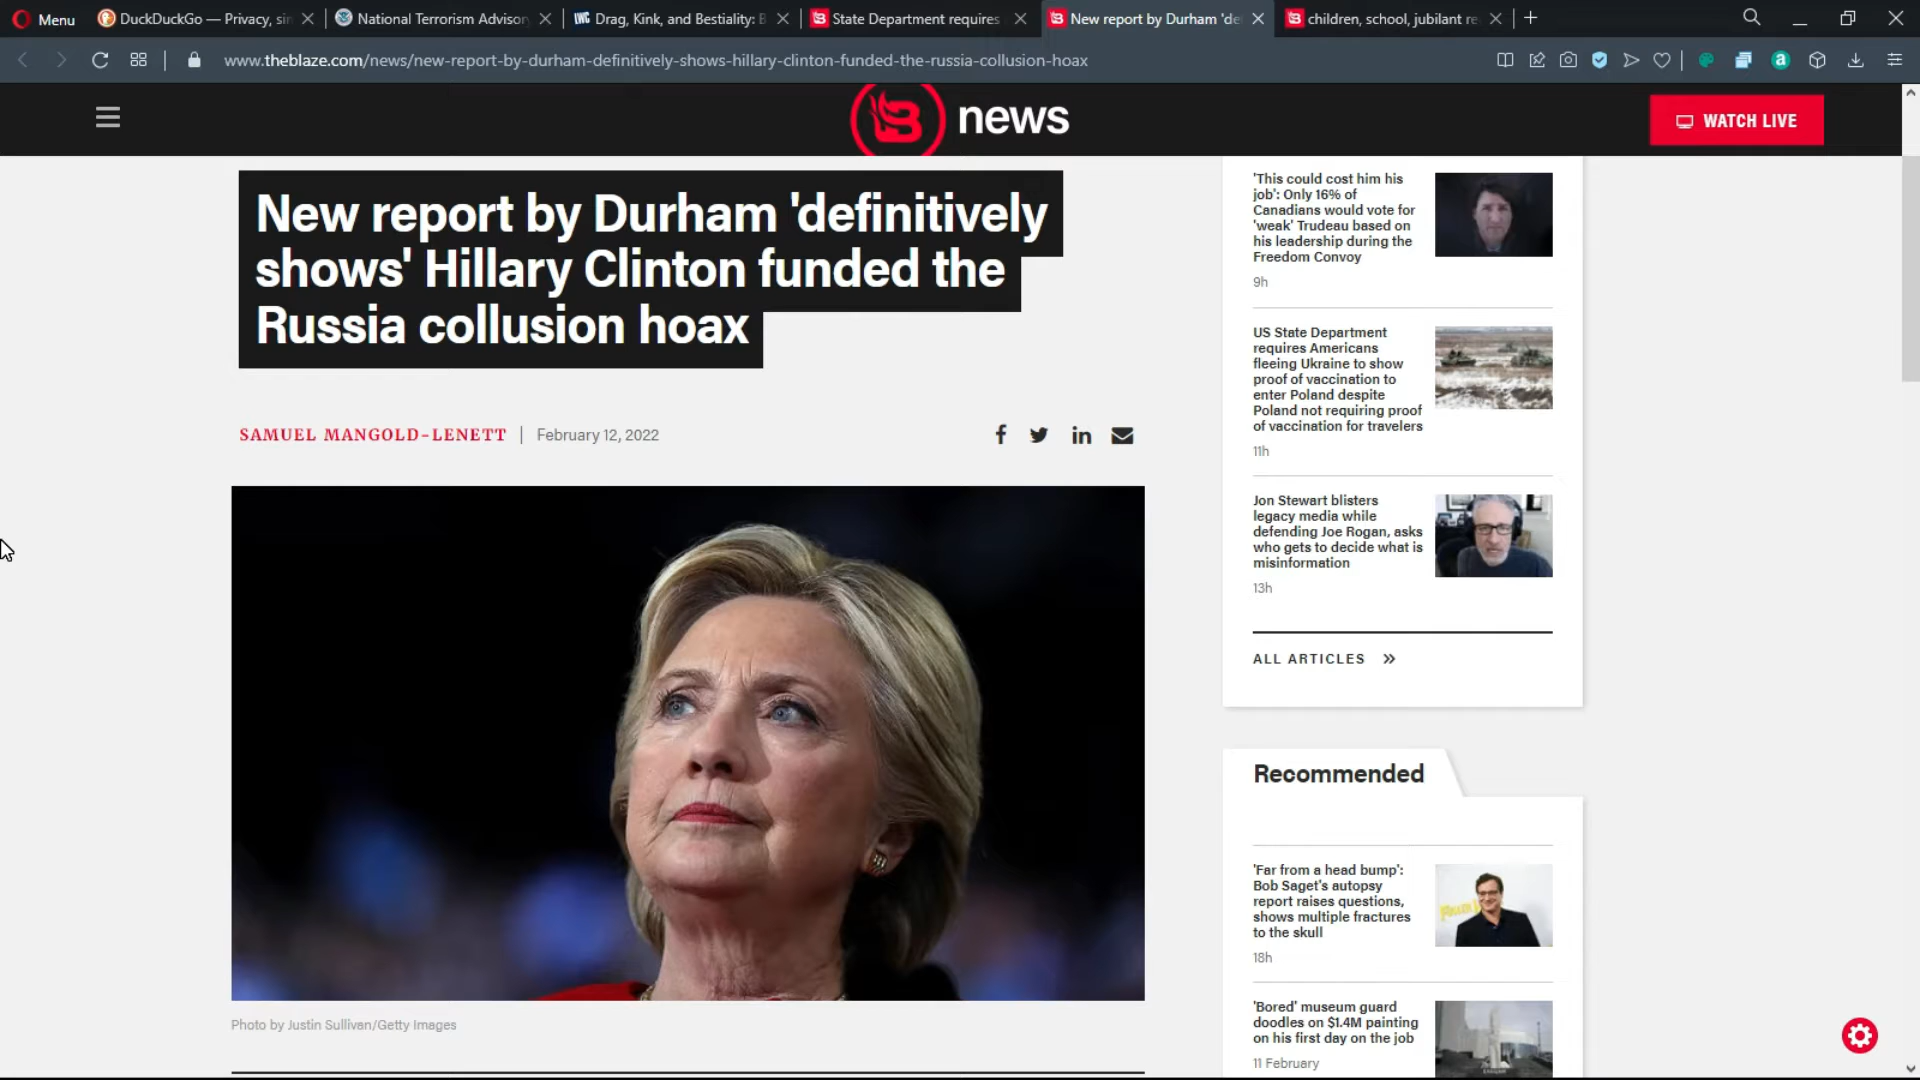 Menu
DuckDuckGo — Privacy, sin
National Terrorism Advisor
Drag, Kink, and Bestiality: B
State Department requires
New report by Durham 'de
children, school, jubilant re
www.theblaze.com/news/new-report-by-durham-definitively-shows-hillary-clinton-funded-the-russia-collusion-hoax
news
WATCH LIVE
New report by Durham 'definitively
shows' Hillary Clinton funded the
Russia collusion hoax
SAMUEL MANGOLD-LENETT | February 12, 2022
Photo by Justin Sullivan/Getty Images
'This could cost him his
job': Only 16% of
Canadians would vote for
'weak' Trudeau based on
his leadership during the
Freedom Convoy
9h
US State Department
requires Americans
fleeing Ukraine to show
proof of vaccination to
enter Poland despite
Poland not requiring proof
of vaccination for travelers
11h
Jon Stewart blisters
legacy media while
defending Joe Rogan, asks
who gets to decide what is
misinformation
13h
ALL ARTICLES »
Recommended
'Far from a head bump':
Bob Saget's autopsy
report raises questions,
shows multiple fractures
to the skull
18h
'Bored' museum guard
doodles on $1.4M painting
on his first day on the job
11 February